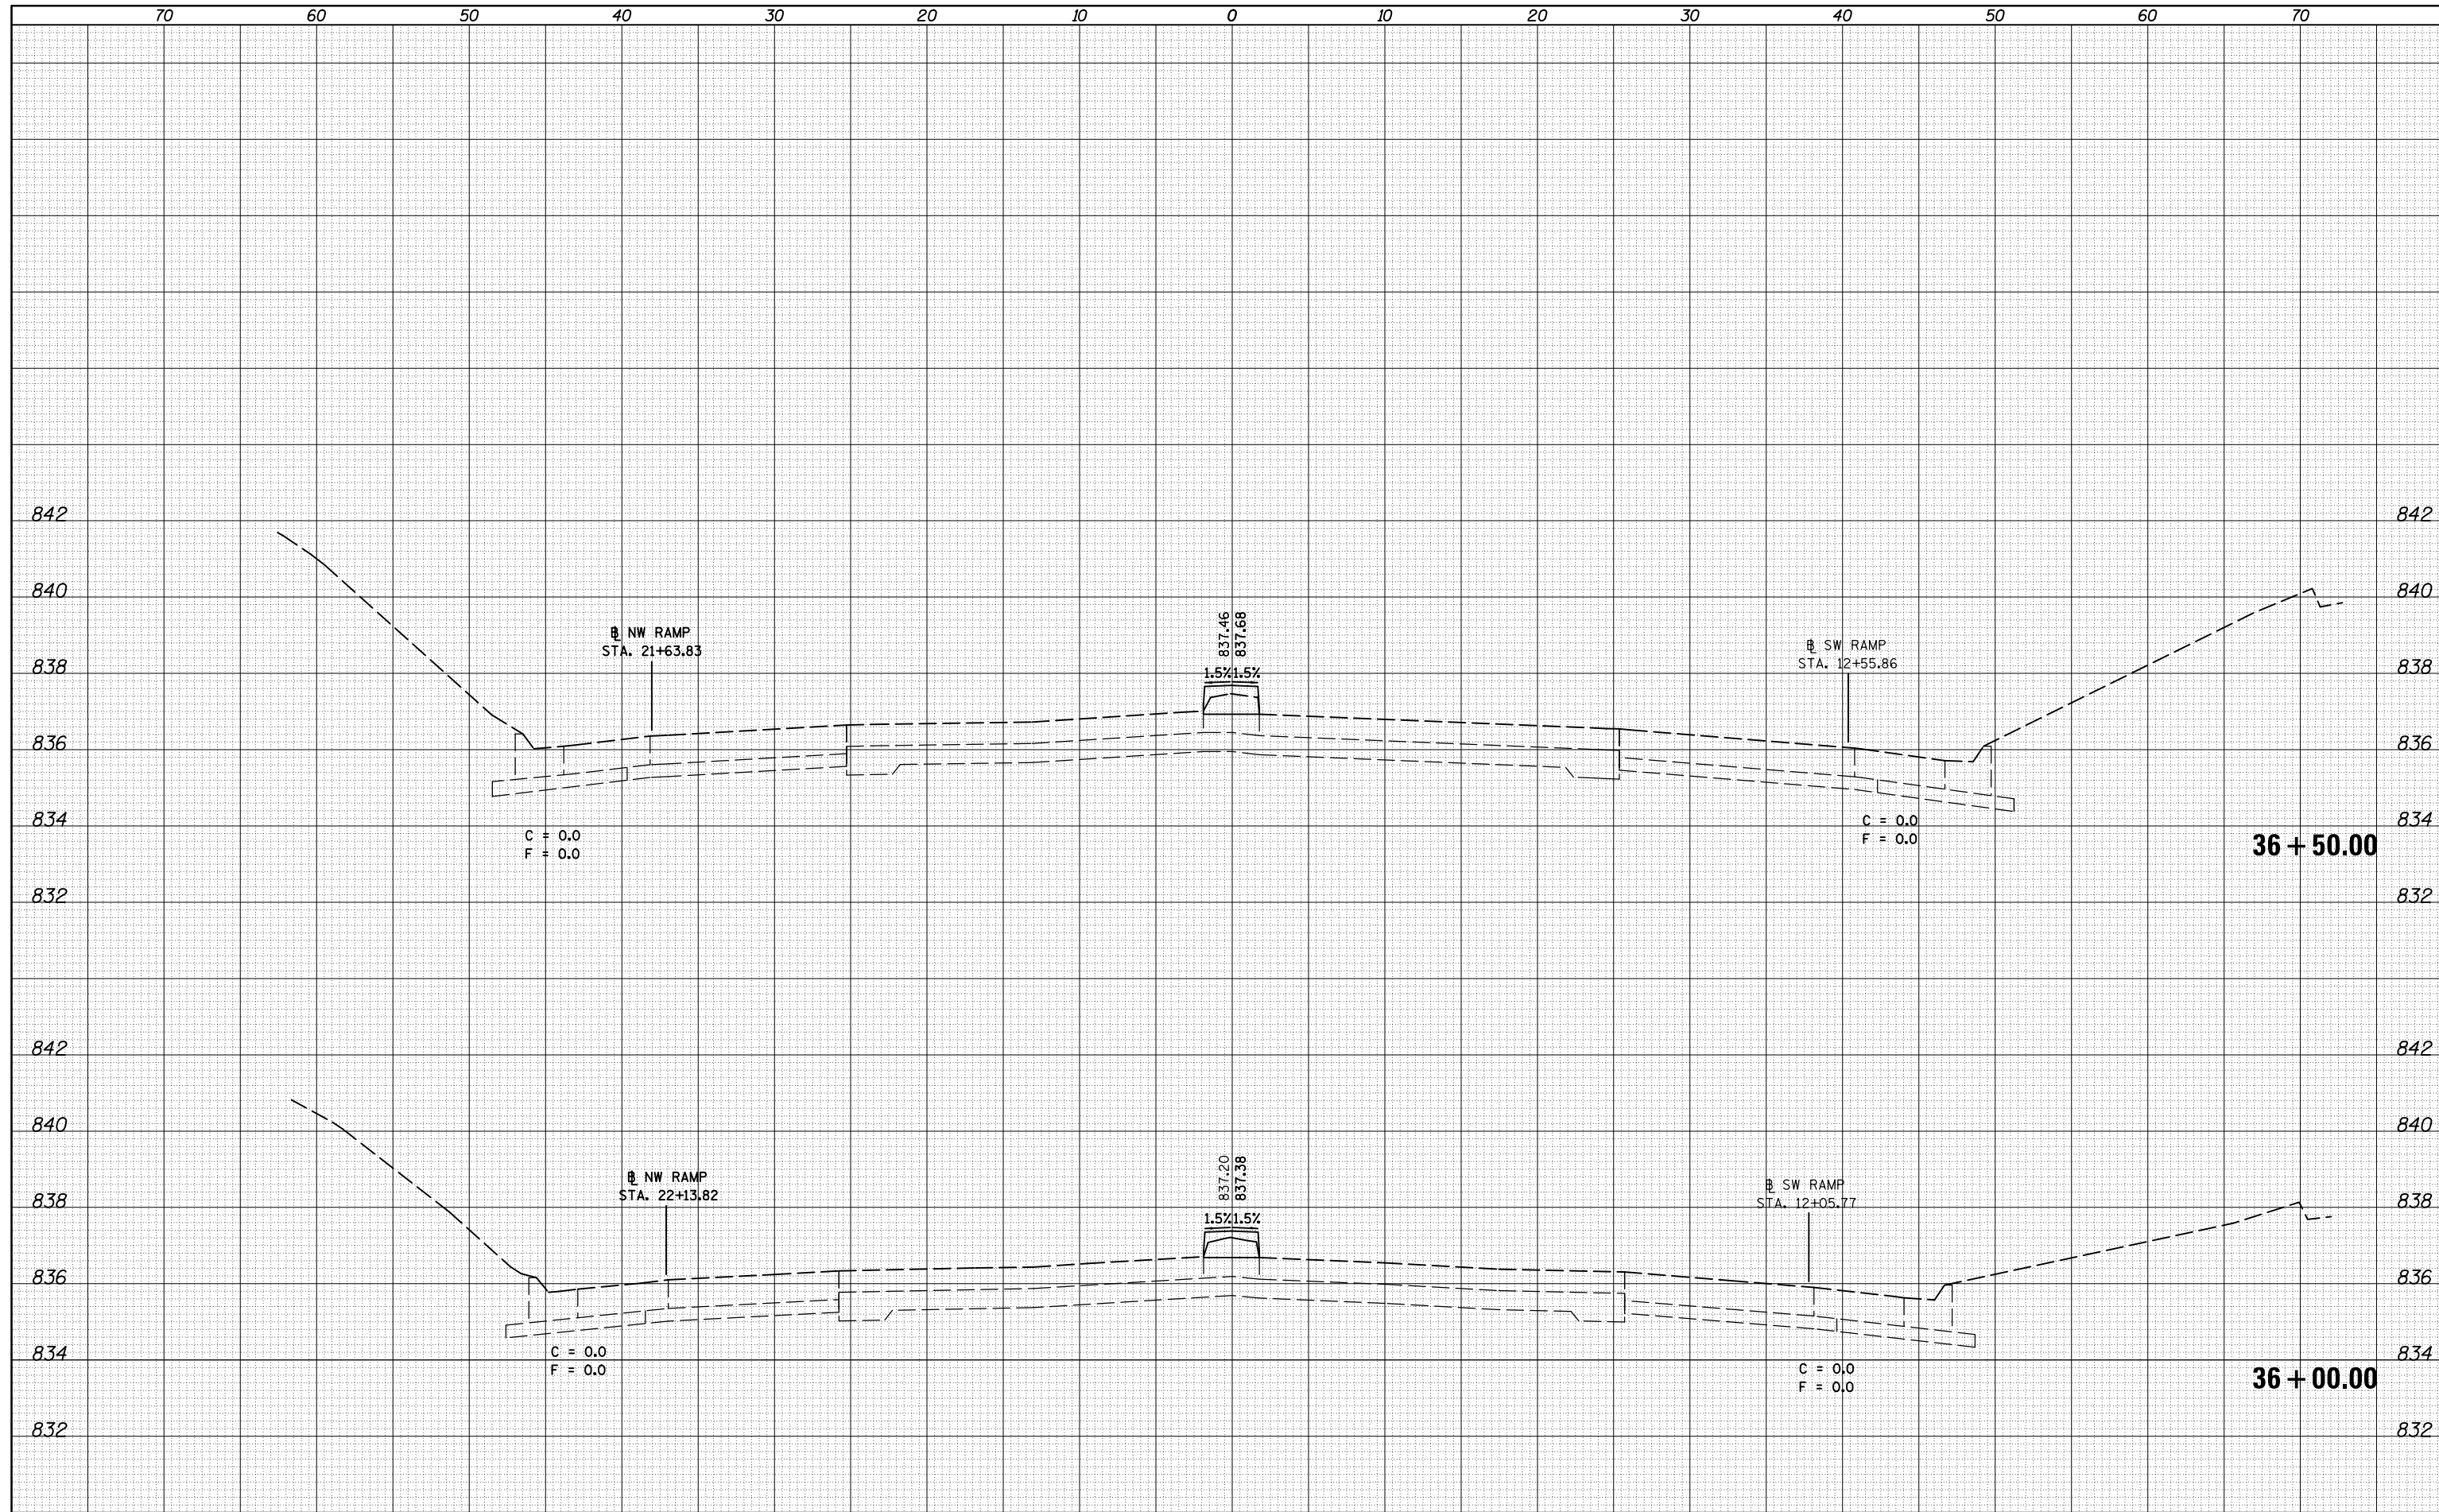 70 60 50 40 30 20 10 0 10 20 30 40 50 60 70
842 842
840 840
℄ NW RAMP
STA. 21+63.83
837.46
837.68
℄ SW RAMP
STA. 12+55.86
838 838
1.5% 1.5%
836 836
834 834
C = 0.0
F = 0.0
C = 0.0
F = 0.0
36+50.00
832 832
842 842
840 840
℄ NW RAMP
STA. 22+13.82
837.20
837.38
℄ SW RAMP
STA. 12+05.77
838 838
1.5% 1.5%
836 836
834 834
C = 0.0
F = 0.0
C = 0.0
F = 0.0
36+00.00
832 832